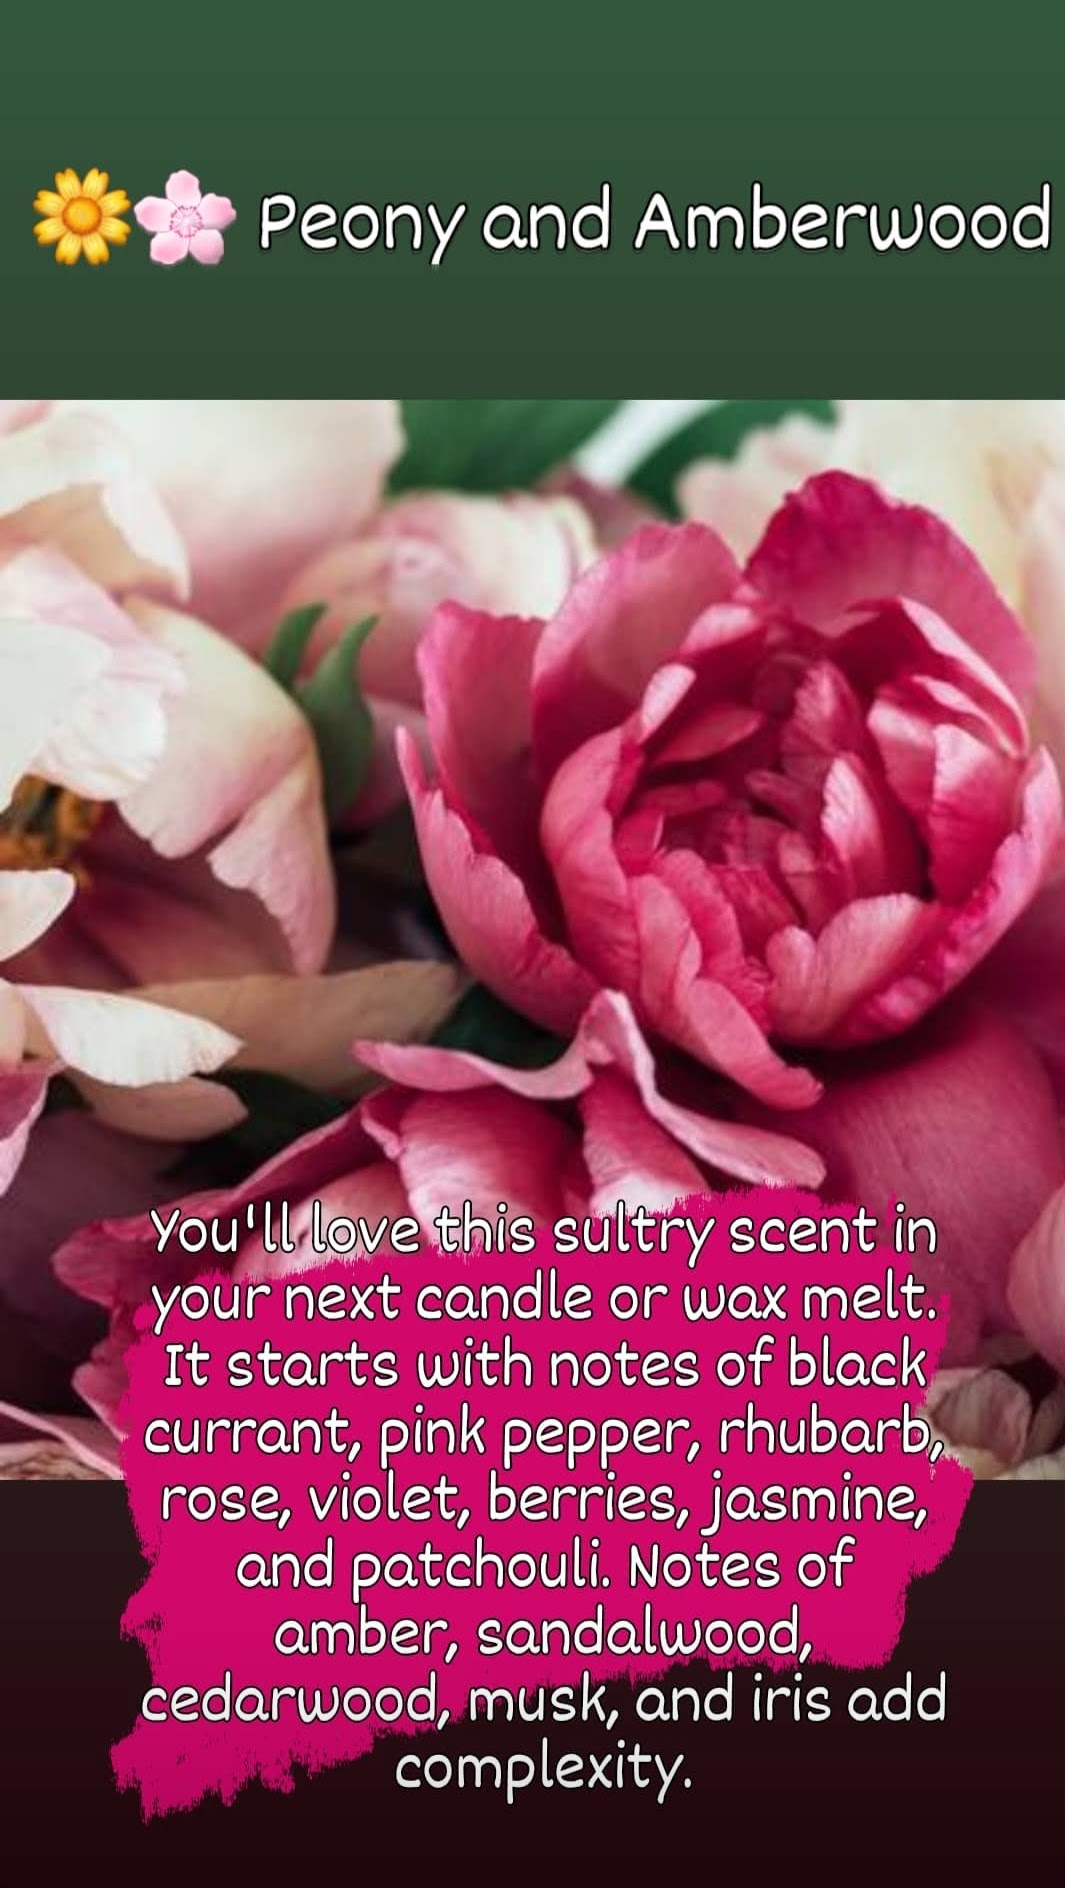 🌼🌸 Peony and Amberwood
You'll love this sultry scent in
your next candle or wax melt.
It starts with notes of black
currant, pink pepper, rhubarb,
rose, violet, berries, jasmine,
and patchouli. Notes of
amber, sandalwood,
cedarwood, musk, and iris add
complexity.